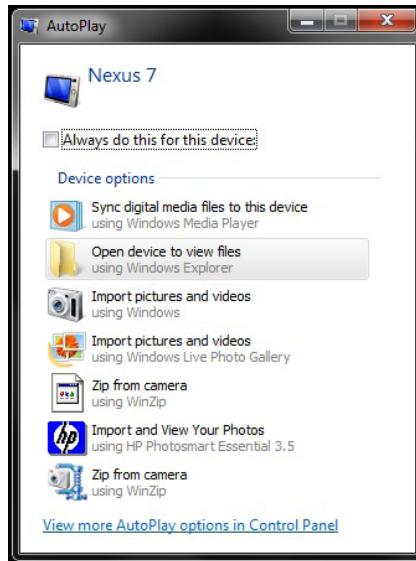 AutoPlay
Nexus 7
Always do this for this device:
Device options
Sync digital media files to this device
using Windows Media Player
Open device to view files
using Windows Explorer
Import pictures and videos
using Windows
Import pictures and videos
using Windows Live Photo Gallery
Zip from camera
using WinZip
hp
Import and View Your Photos
using HP Photosmart Essential 3.5
Zip from camera
using WinZip
View more AutoPlay options in Control Panel